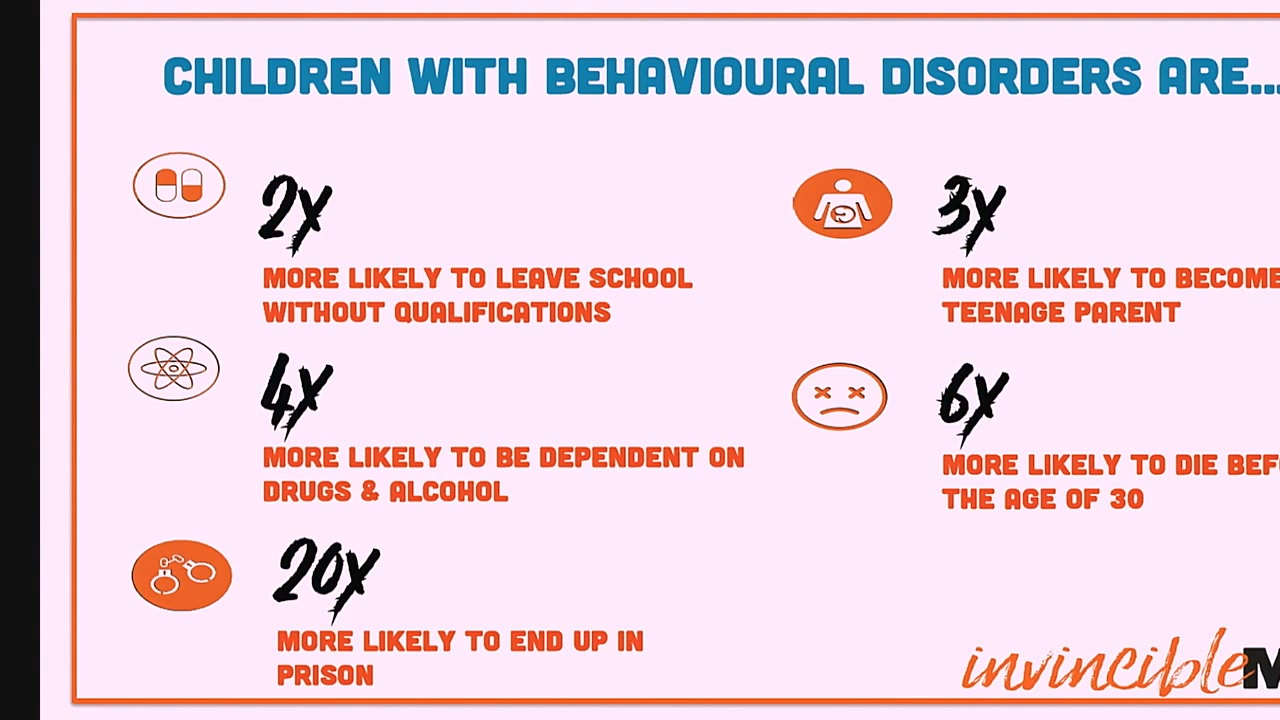 CHILDREN WITH BEHAVIOURAL DISORDERS ARE...
2X
MORE LIKELY TO LEAVE SCHOOL
WITHOUT QUALIFICATIONS
3X
MORE LIKELY TO BECOME
TEENAGE PARENT
4X
MORE LIKELY TO BE DEPENDENT ON
DRUGS & ALCOHOL
6X
MORE LIKELY TO DIE
THE AGE OF 30
20X
MORE LIKELY TO END UP IN
PRISON
invincible